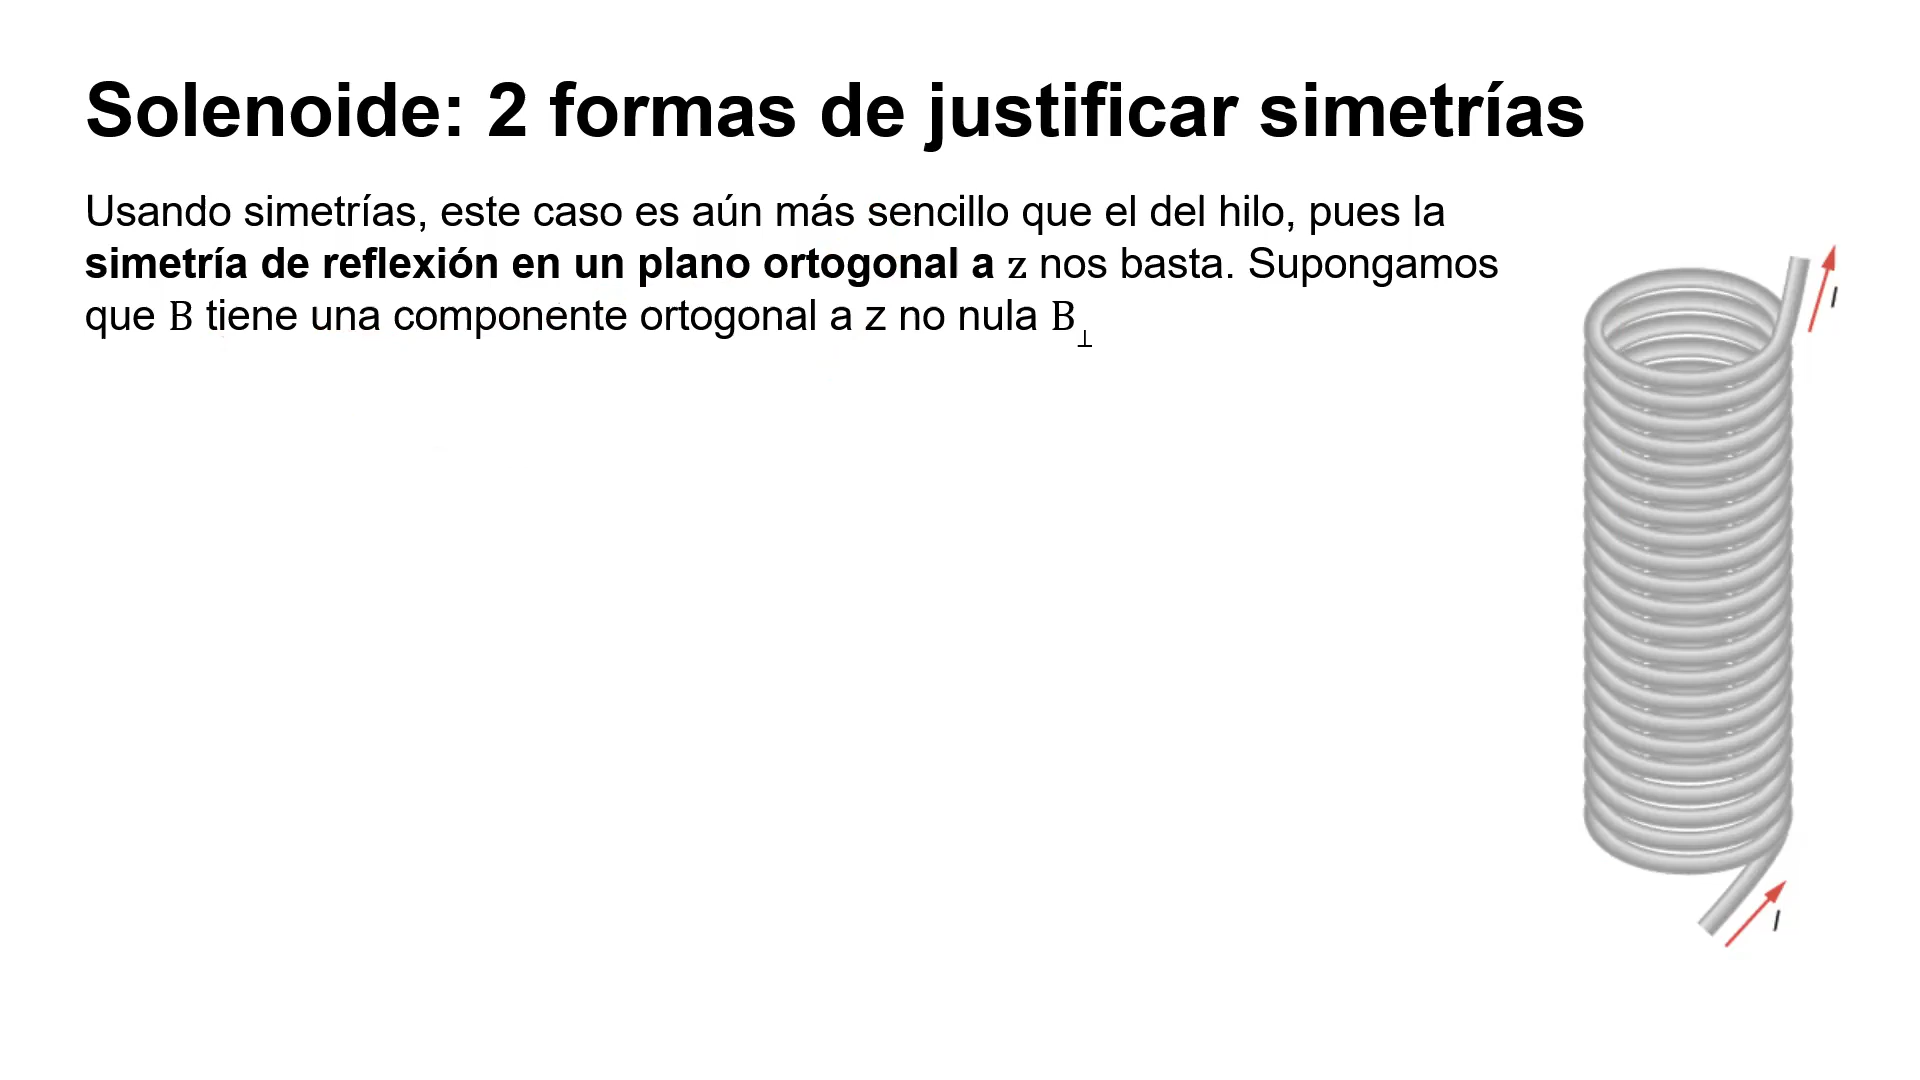 Solenoide: 2 formas de justificar simetrías
Usando simetrías, este caso es aún más sencillo que el del hilo, pues la
simetría de reflexión en un plano ortogonal a z nos basta. Supongamos
que B tiene una componente ortogonal a z no nula B⊥
I
I